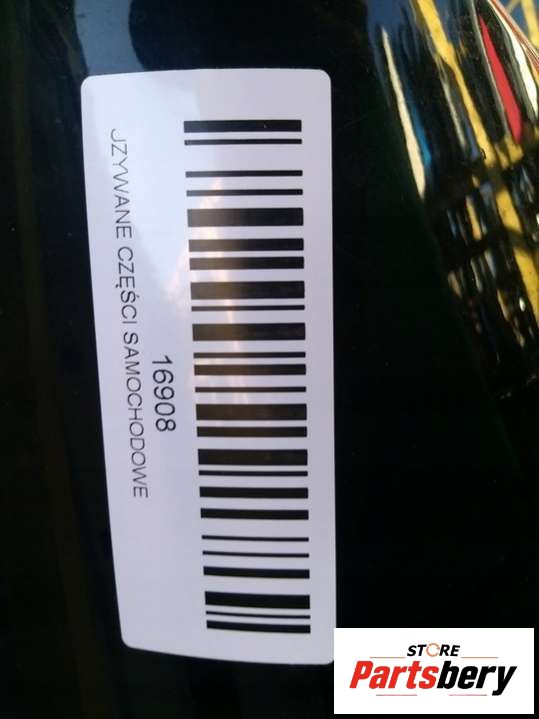 16908
JZYWANE CZĘŚCI SAMOCHODOWE
STORE
Partsbery